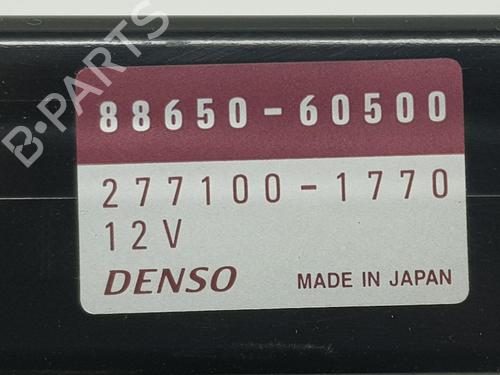 88650-60500
277100-1770
12V
DENSO MADE IN JAPAN
B-PARTS